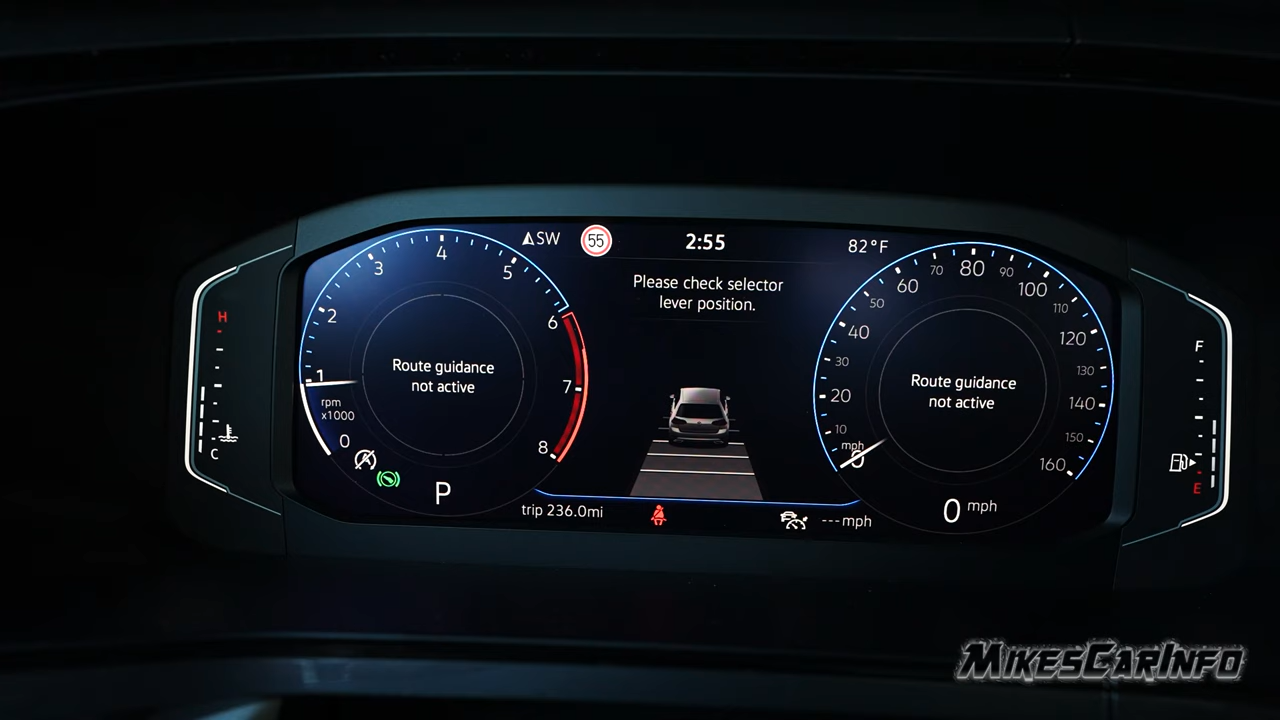 SW
55
2:55
82°F
Please check selector
lever position.
H
C
0
1
2
3
4
5
6
7
8
rpm
x1000
Route guidance
not active
P
0
10
20
30
40
50
60
70
80
90
100
110
120
130
140
150
160
mph
Route guidance
not active
0 mph
F
E
trip 236.0mi
---mph
MIKESCARINFO